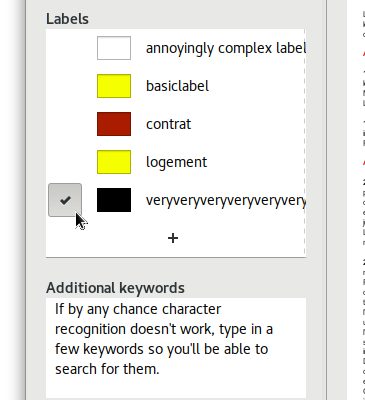 Labels
annoyingly complex label
basiclabel
contrat
logement
veryveryveryveryvery
+
Additional keywords
If by any chance character
recognition doesn't work, type in a
few keywords so you'll be able to
search for them.